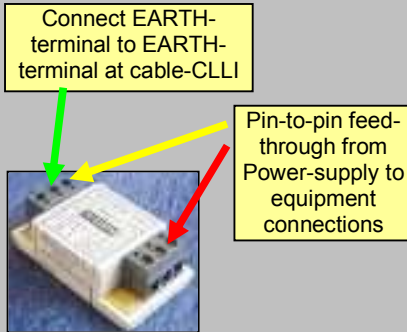 Connect EARTH-
terminal to EARTH-
terminal at cable-CLLI
Pin-to-pin feed-
through from
Power-supply to
equipment
connections